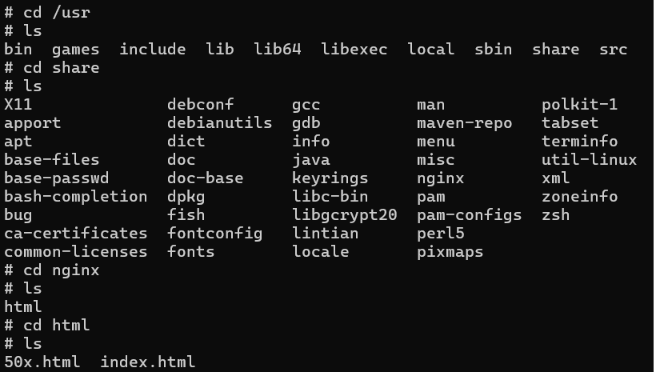 # cd /usr
# ls
bin  games  include  lib  lib64  libexec  local  sbin  share  src
# cd share
# ls
X11                debconf      gcc          man          polkit-1
apport             debianutils  gdb          maven-repo   tabset
apt                dict         info         menu         terminfo
base-files         doc          java         misc         util-linux
base-passwd        doc-base     keyrings     nginx        xml
bash-completion    dpkg         libc-bin     pam          zoneinfo
bug                fish         libgcrypt20  pam-configs  zsh
ca-certificates    fontconfig   lintian      perl5
common-licenses    fonts        locale       pixmaps
# cd nginx
# ls
html
# cd html
# ls
50x.html  index.html